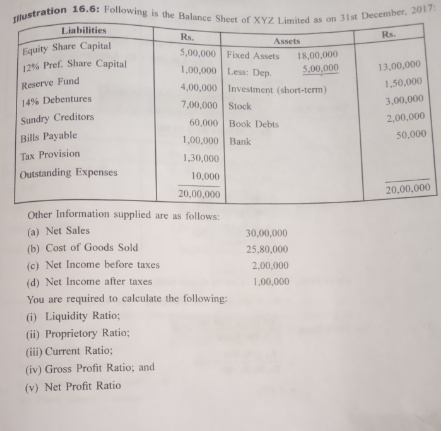 Illustration 16.6: Following is the Balance Sheet of XYZ Limited as on 31st December, 2017:
Liabilities Rs. Assets Rs.
Equity Share Capital 5,00,000 Fixed Assets 18,00,000
12% Pref. Share Capital 1,00,000 Less: Dep. 5,00,000 13,00,000
Reserve Fund 4,00,000 Investment (short-term) 1,50,000
14% Debentures 7,00,000 Stock 3,00,000
Sundry Creditors 60,000 Book Debts 2,00,000
Bills Payable 1,00,000 Bank 50,000
Tax Provision 1,30,000
Outstanding Expenses 10,000
20,00,000 20,00,000
Other Information supplied are as follows:
(a) Net Sales 30,00,000
(b) Cost of Goods Sold 25,80,000
(c) Net Income before taxes 2,00,000
(d) Net Income after taxes 1,00,000
You are required to calculate the following:
(i) Liquidity Ratio;
(ii) Proprietory Ratio;
(iii) Current Ratio;
(iv) Gross Profit Ratio; and
(v) Net Profit Ratio